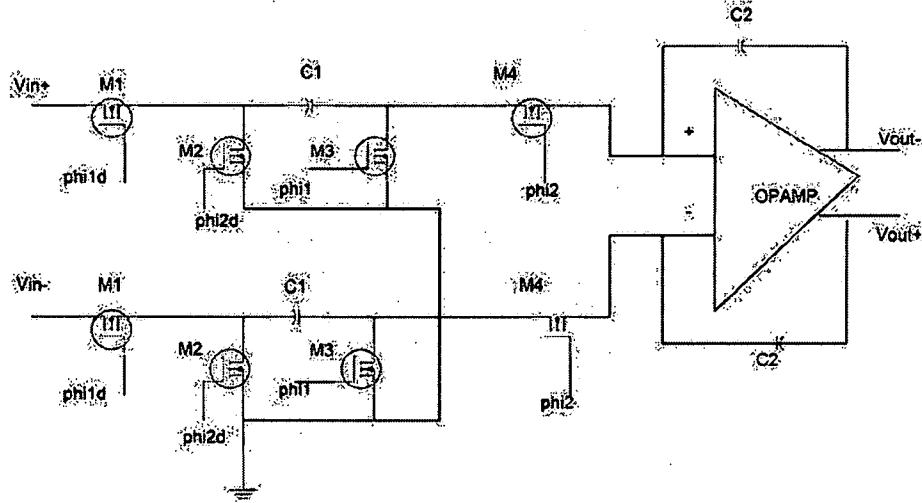 C2
Vin+ M1 C1 M4
+
M2 M3 Vout-
phi1d phi1 phi2 OPAMP
phi2d -
Vout+
Vin- M1 C1 M4
M2 M3 C2
phi1d phi1 phi2
phi2d